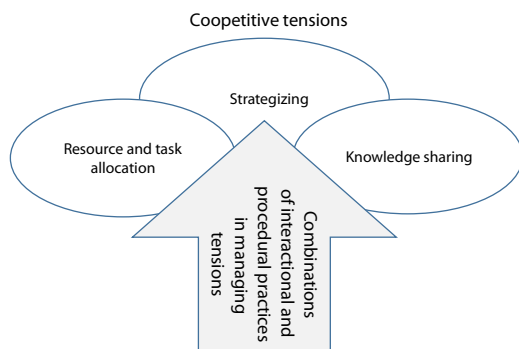 Coopetitive tensions
Strategizing
Resource and task
allocation
Knowledge sharing
Combinations
of interactional and
procedural practices
in managing
tensions